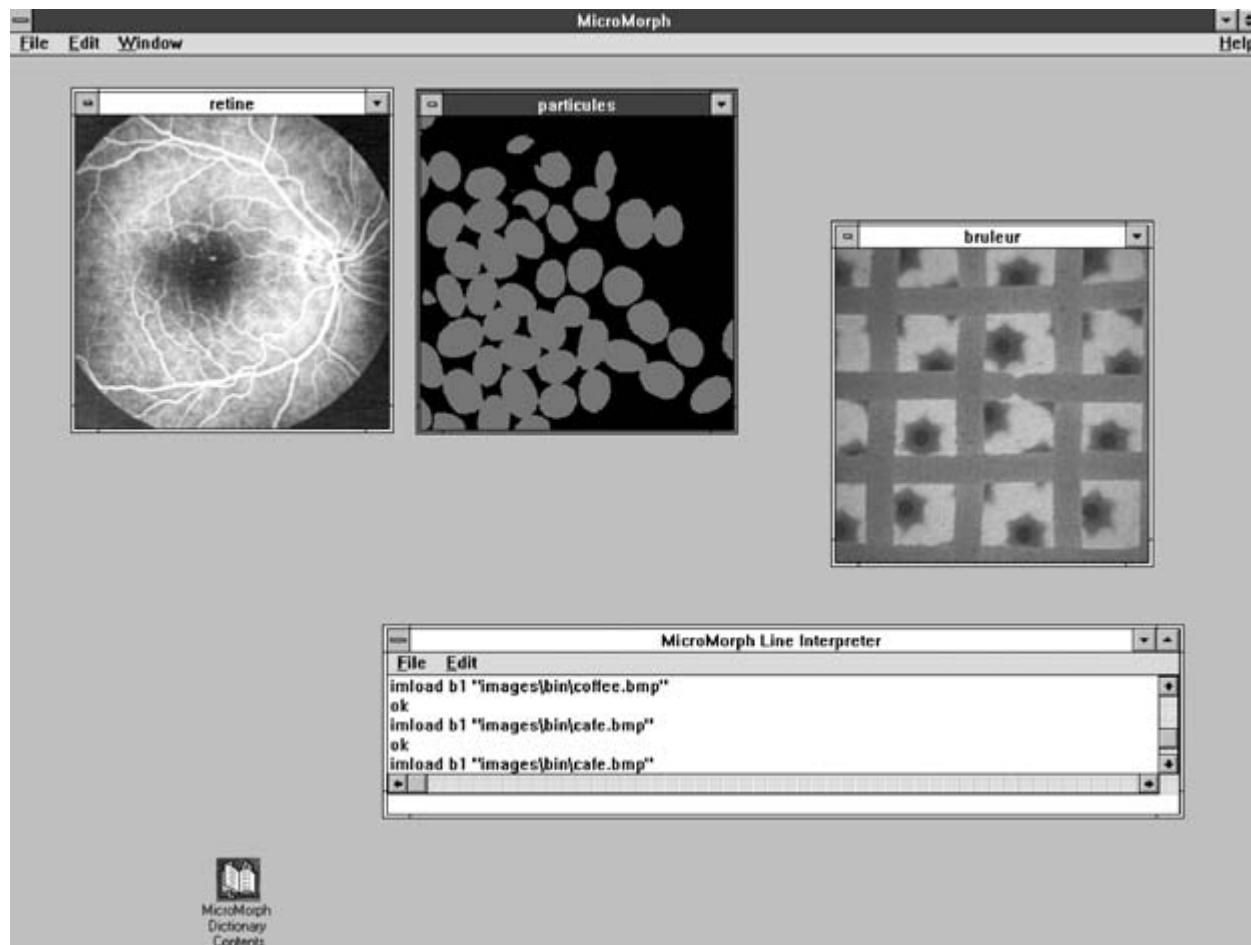 MicroMorph
File Edit Window Help
retine
particules
bruleur
MicroMorph Line Interpreter
File Edit
imload b1 "images\bin\coffee.bmp"
ok
imload b1 "images\bin\cafe.bmp"
ok
imload b1 "images\bin\cafe.bmp"
MicroMorph
Dictionary
Contents